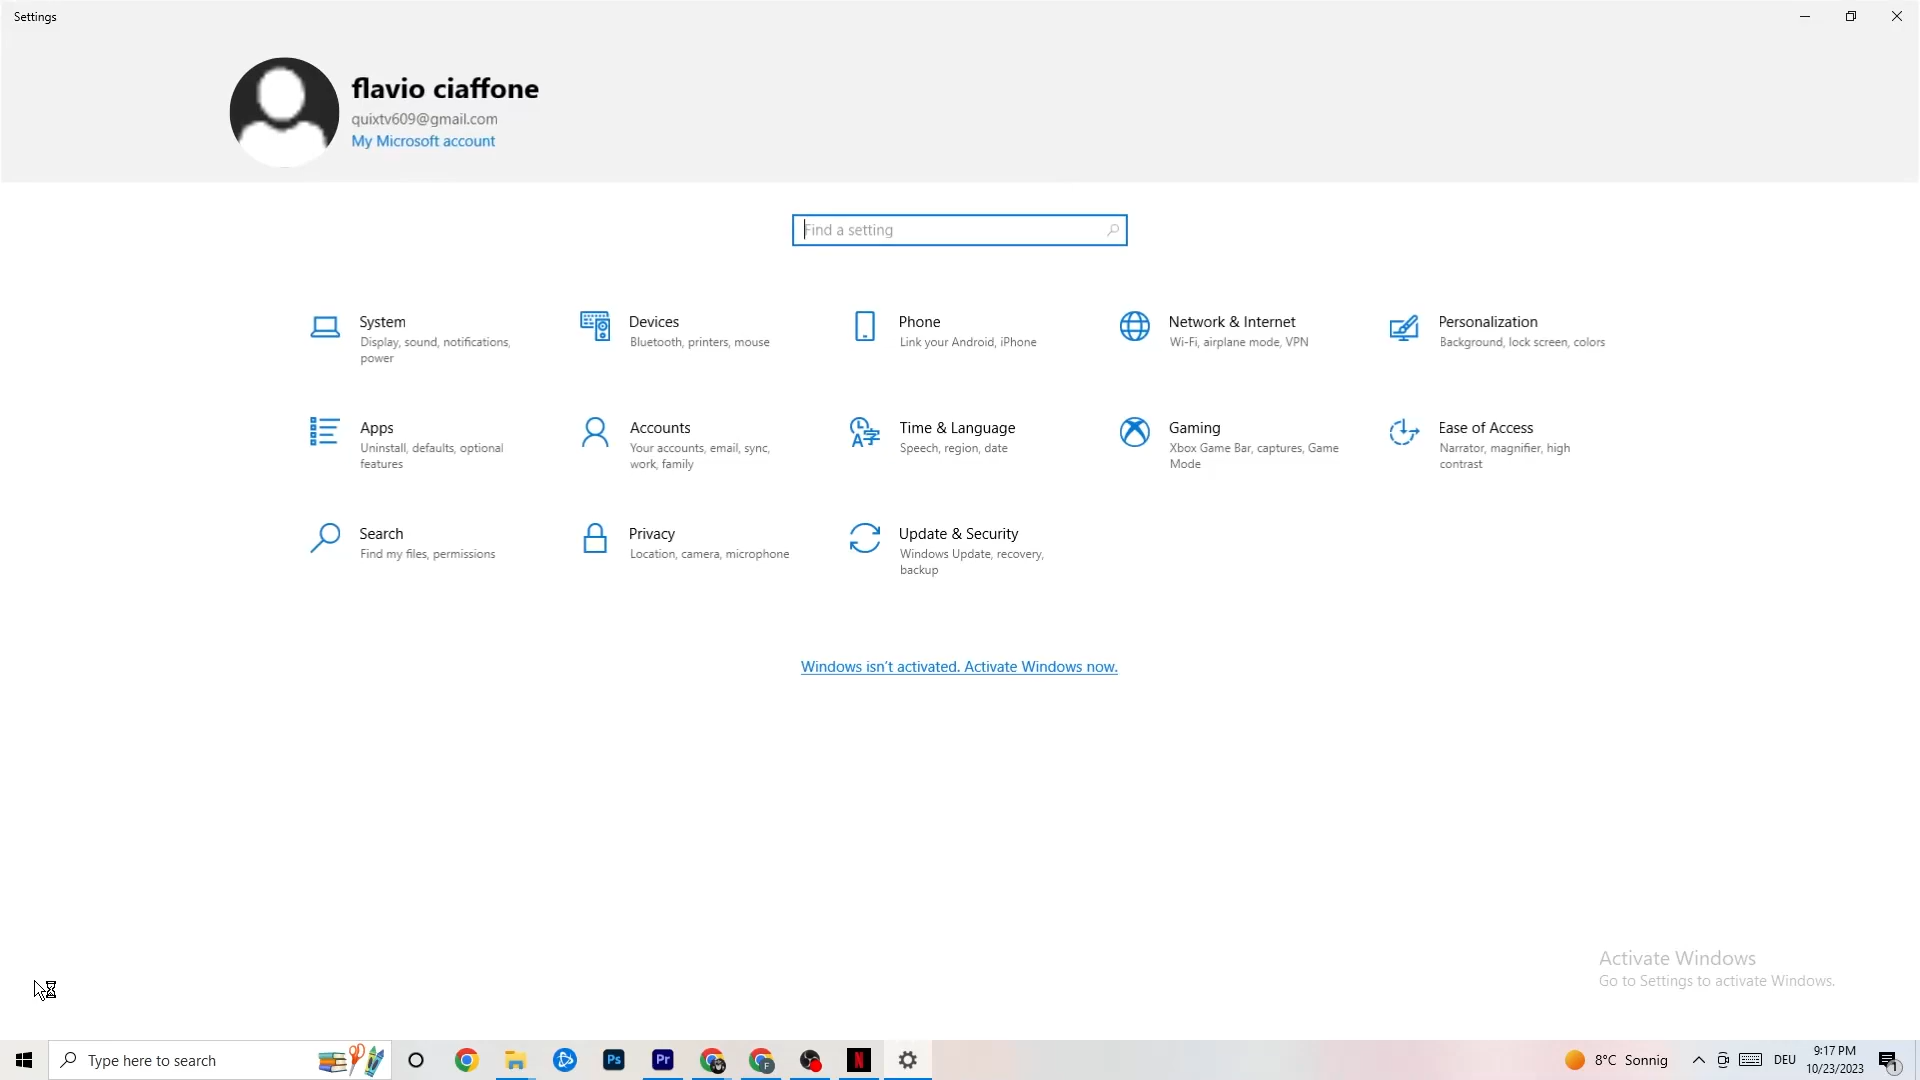 Settings
flavio ciaffone
quixtv609@gmail.com
My Microsoft account
Find a setting
System
Display, sound, notifications,
power
Devices
Bluetooth, printers, mouse
Phone
Link your Android, iPhone
Network & Internet
Wi-Fi, airplane mode, VPN
Personalization
Background, lock screen, colors
Apps
Uninstall, defaults, optional
features
Accounts
Your accounts, email, sync,
work, family
Time & Language
Speech, region, date
Gaming
Xbox Game Bar, captures, Game
Mode
Ease of Access
Narrator, magnifier, high
contrast
Search
Find my files, permissions
Privacy
Location, camera, microphone
Update & Security
Windows Update, recovery,
backup
Windows isn't activated. Activate Windows now.
Activate Windows
Go to Settings to activate Windows.
Type here to search
Ps
Pr
F
N
8°C Sonnig
DEU
9:17 PM
10/23/2023
1